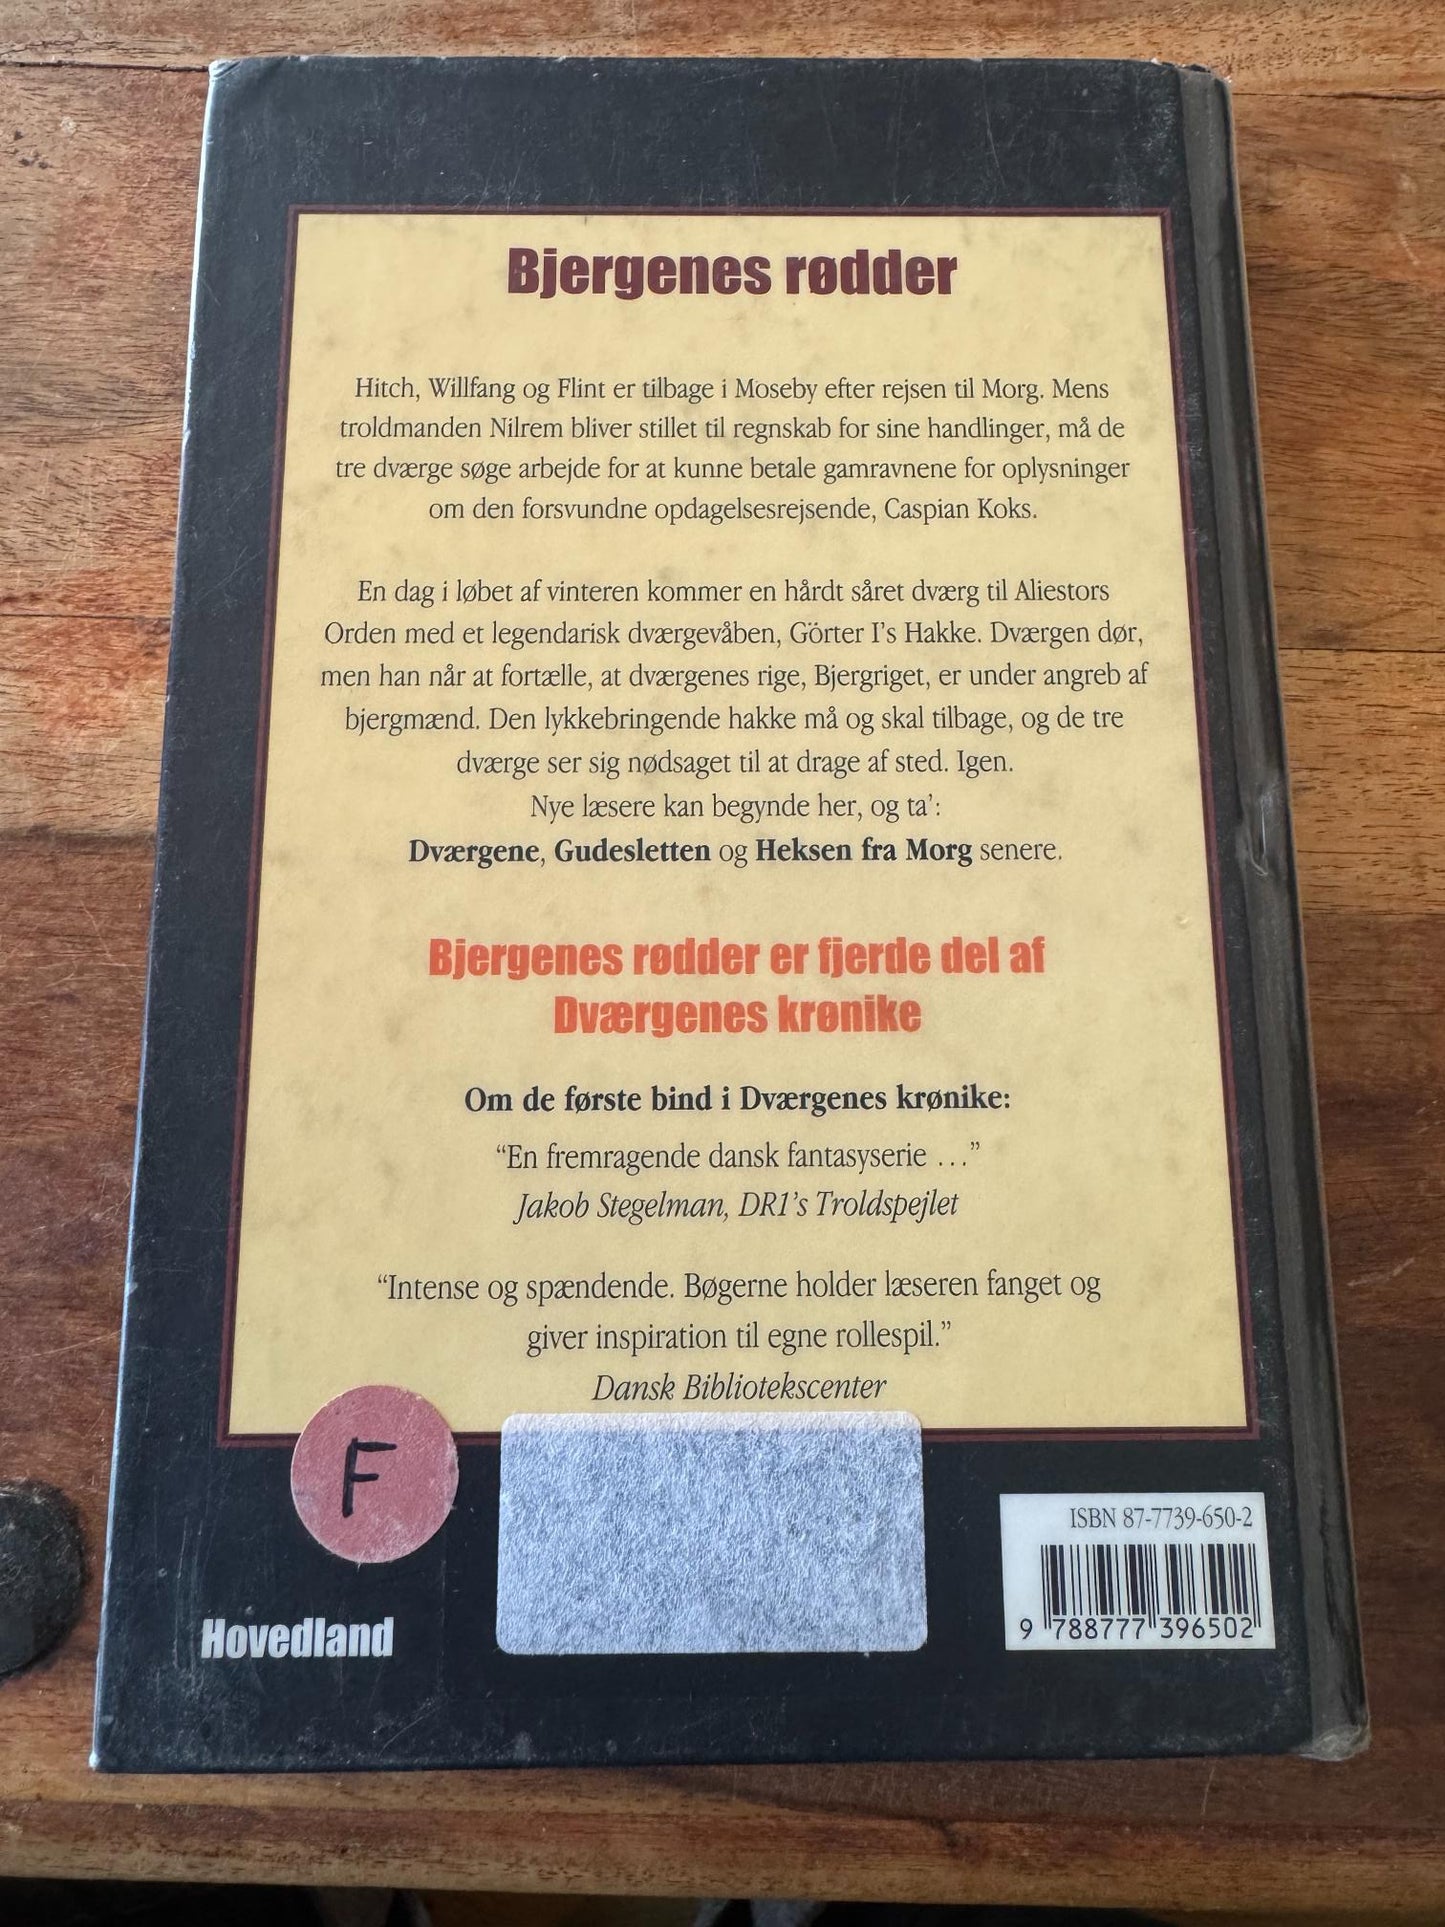 Bjergenes rødder
Hitch, Willfang og Flint er tilbage i Moseby efter rejsen til Morg. Mens
troldmanden Nilrem bliver stillet til regnskab for sine handlinger, må de
tre dværge søge arbejde for at kunne betale gamravnene for oplysninger
om den forsvundne opdagelsesrejsende, Caspian Koks.
En dag i løbet af vinteren kommer en hårdt såret dværg til Aliestors
Orden med et legendarisk dværgevåben, Görter I's Hakke. Dværgen dør,
men han når at fortælle, at dværgenes rige, Bjergriget, er under angreb af
bjergmænd. Den lykkebringende hakke må og skal tilbage, og de tre
dværge ser sig nødsaget til at drage af sted. Igen.
Nye læsere kan begynde her, og ta':
Dværgene, Gudesletten og Heksen fra Morg senere.
Bjergenes rødder er fjerde del af
Dværgenes krønike
Om de første bind i Dværgenes krønike:
“En fremragende dansk fantasyserie ...”
Jakob Stegelman, DR1's Troldspejlet
“Intense og spændende. Bøgerne holder læseren fanget og
giver inspiration til egne rollespil.”
Dansk Bibliotekscenter
F
Hovedland
ISBN 87-7739-650-2
9 788777 396502